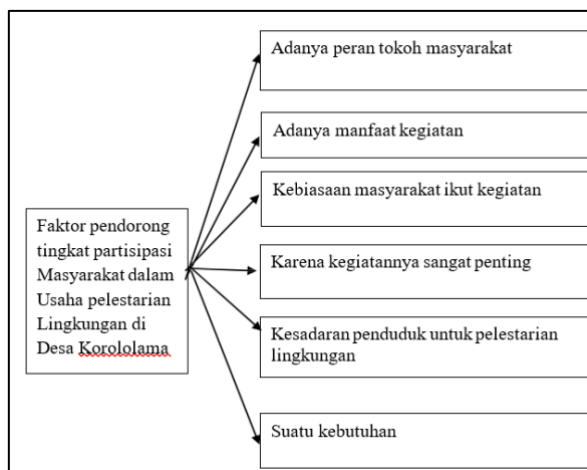 Adanya peran tokoh masyarakat
Adanya manfaat kegiatan
Kebiasaan masyarakat ikut kegiatan
Faktor pendorong
tingkat partisipasi
Masyarakat dalam
Usaha pelestarian
Lingkungan di
Desa Korololama
Karena kegiatannya sangat penting
Kesadaran penduduk untuk pelestarian
lingkungan
Suatu kebutuhan